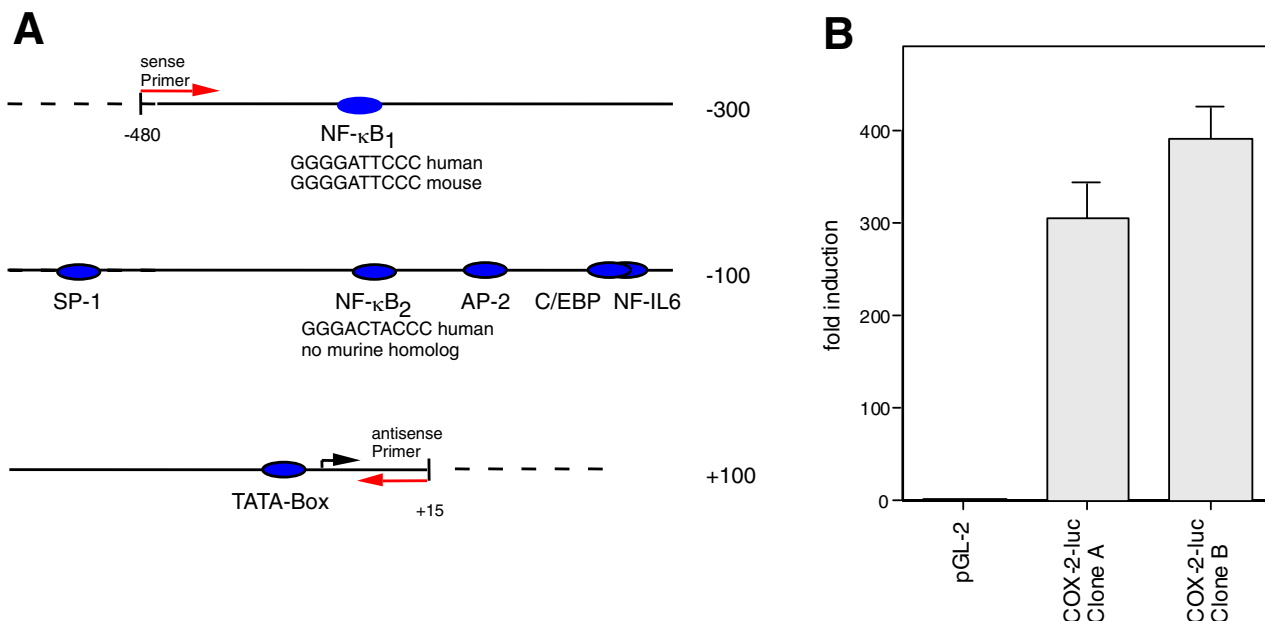 A
sense
Primer
-480
-300
NF-κB1
GGGGATTCCC human
GGGGATTCCC mouse
-100
SP-1
NF-κB2
AP-2
C/EBP
NF-IL6
GGGACTACCC human
no murine homolog
antisense
Primer
+100
TATA-Box
+15
B
fold induction
400
300
200
100
0
pGL-2
COX-2-luc
Clone A
COX-2-luc
Clone B